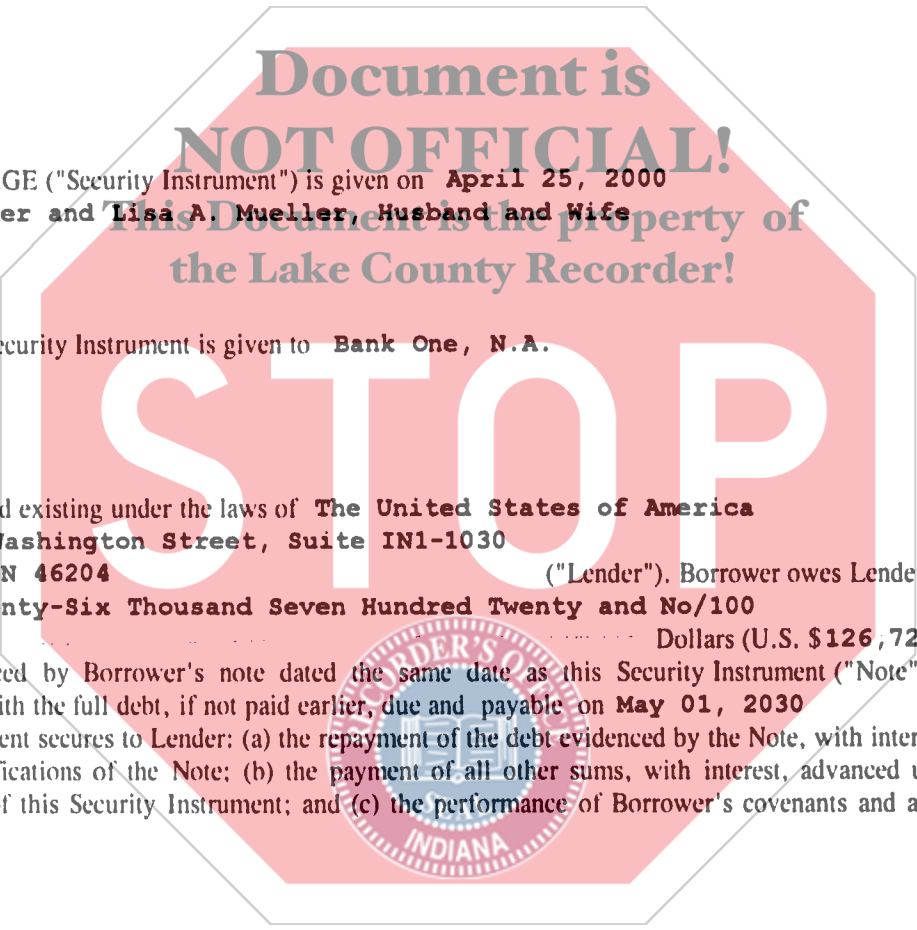 Document is
NOT OFFICIAL!
GE ("Security Instrument") is given on April 25, 2000
er and Lisa A. Mueller, Husband and Wife
This Document is the property of
the Lake County Recorder!
ecurity Instrument is given to Bank One, N.A.
STOP
d existing under the laws of The United States of America
Washington Street, Suite IN1-1030
N 46204 ("Lender"). Borrower owes Lende
nty-Six Thousand Seven Hundred Twenty and No/100
Dollars (U.S. $126,72
ced by Borrower's note dated the same date as this Security Instrument ("Note"
ith the full debt, if not paid earlier, due and payable on May 01, 2030
ent secures to Lender: (a) the repayment of the debt evidenced by the Note, with inter
fications of the Note; (b) the payment of all other sums, with interest, advanced u
f this Security Instrument; and (c) the performance of Borrower's covenants and a
RECORDER'S OFFICE
SEAL
INDIANA